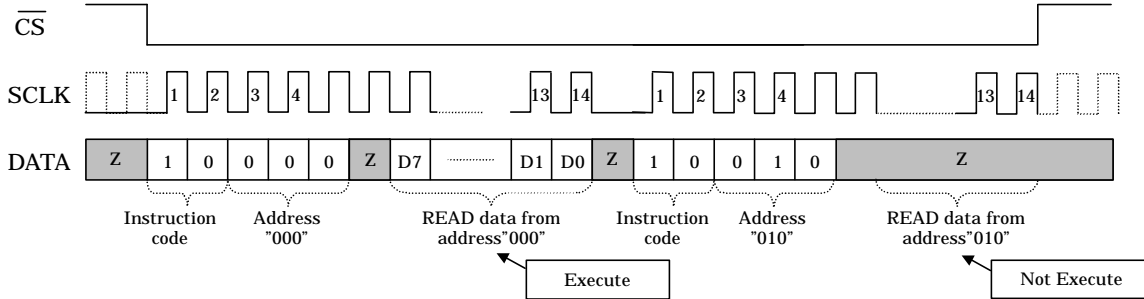 CS
SCLK 1 2 3 4 13 14 1 2 3 4 13 14
DATA Z 1 0 0 0 0 Z D7 D1 D0 Z 1 0 0 1 0 Z
Instruction code Address "000" READ data from address"000" Instruction code Address "010" READ data from address"010"
Execute Not Execute